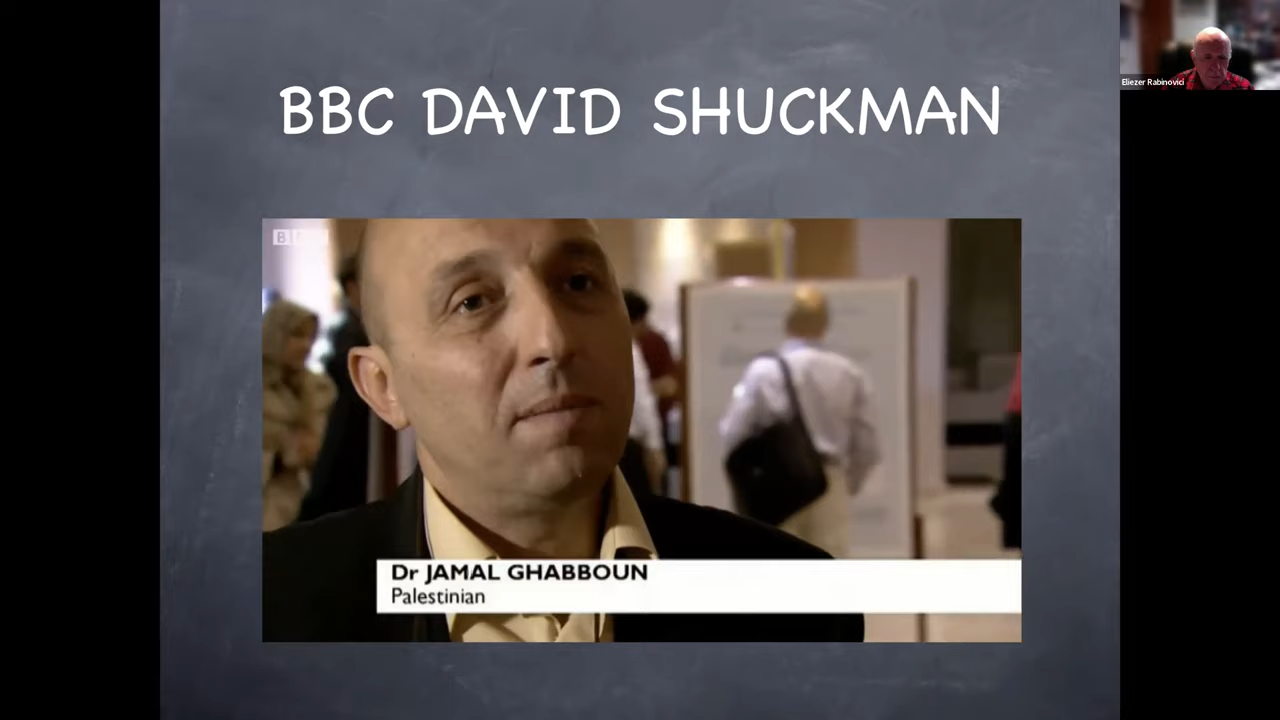 BBC DAVID SHUCKMAN
Eliezer Rabinovici
Dr JAMAL GHABBOUN
Palestinian